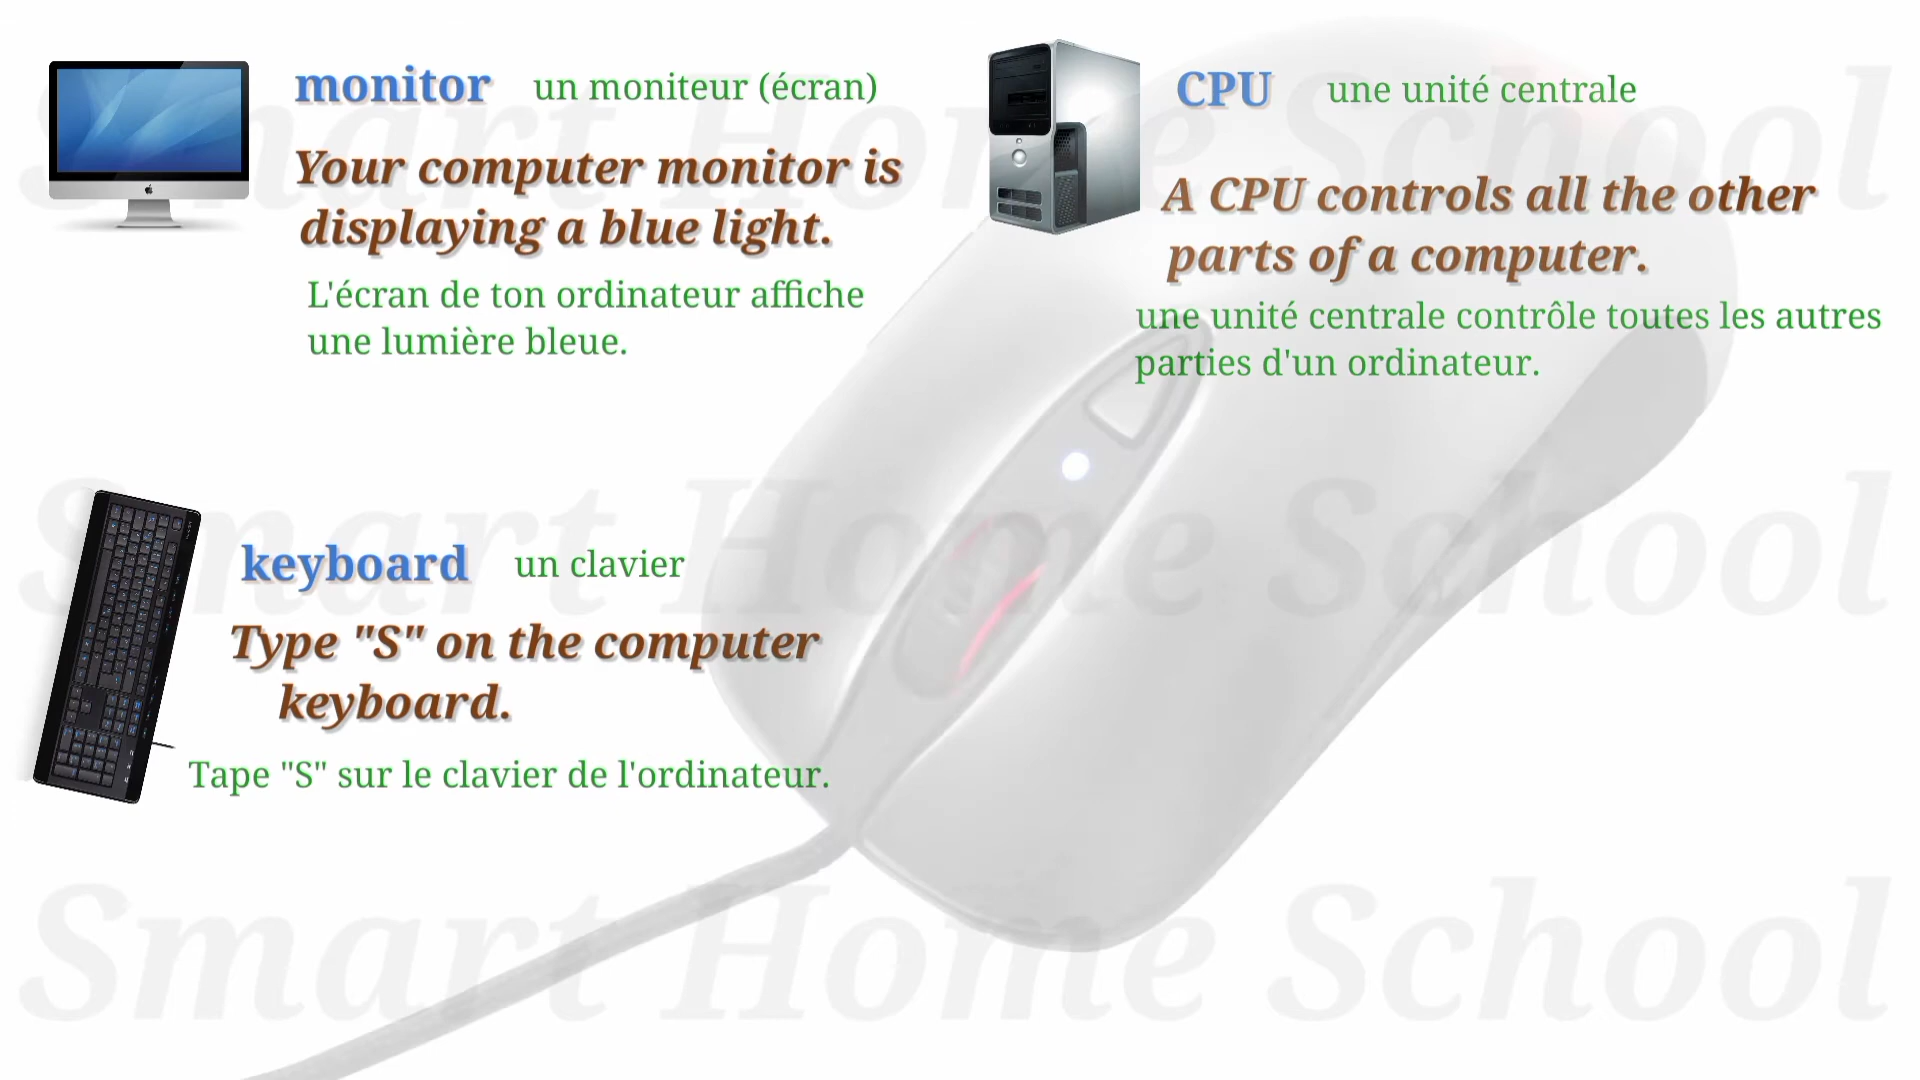 monitor un moniteur (écran)
Your computer monitor is
displaying a blue light.
L'écran de ton ordinateur affiche
une lumière bleue.
CPU une unité centrale
A CPU controls all the other
parts of a computer.
une unité centrale contrôle toutes les autres
parties d'un ordinateur.
keyboard un clavier
Type "S" on the computer
keyboard.
Tape "S" sur le clavier de l'ordinateur.
Smart Home School
Smart Home School
Smart Home School